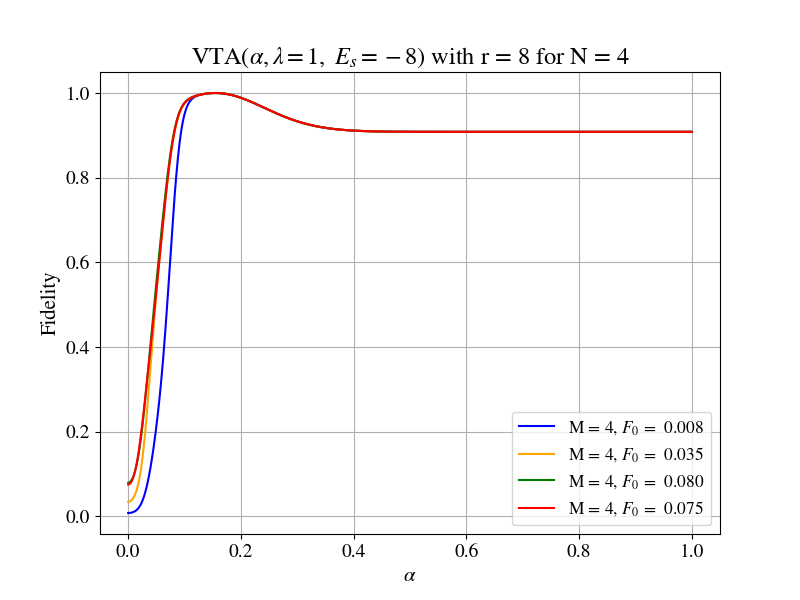 VTA(α, λ = 1, E_s = −8) with r = 8 for N = 4
Fidelity
1.0
0.8
0.6
0.4
0.2
0.0
M = 4, F_0 = 0.008
M = 4, F_0 = 0.035
M = 4, F_0 = 0.080
M = 4, F_0 = 0.075
0.0 0.2 0.4 0.6 0.8 1.0
α